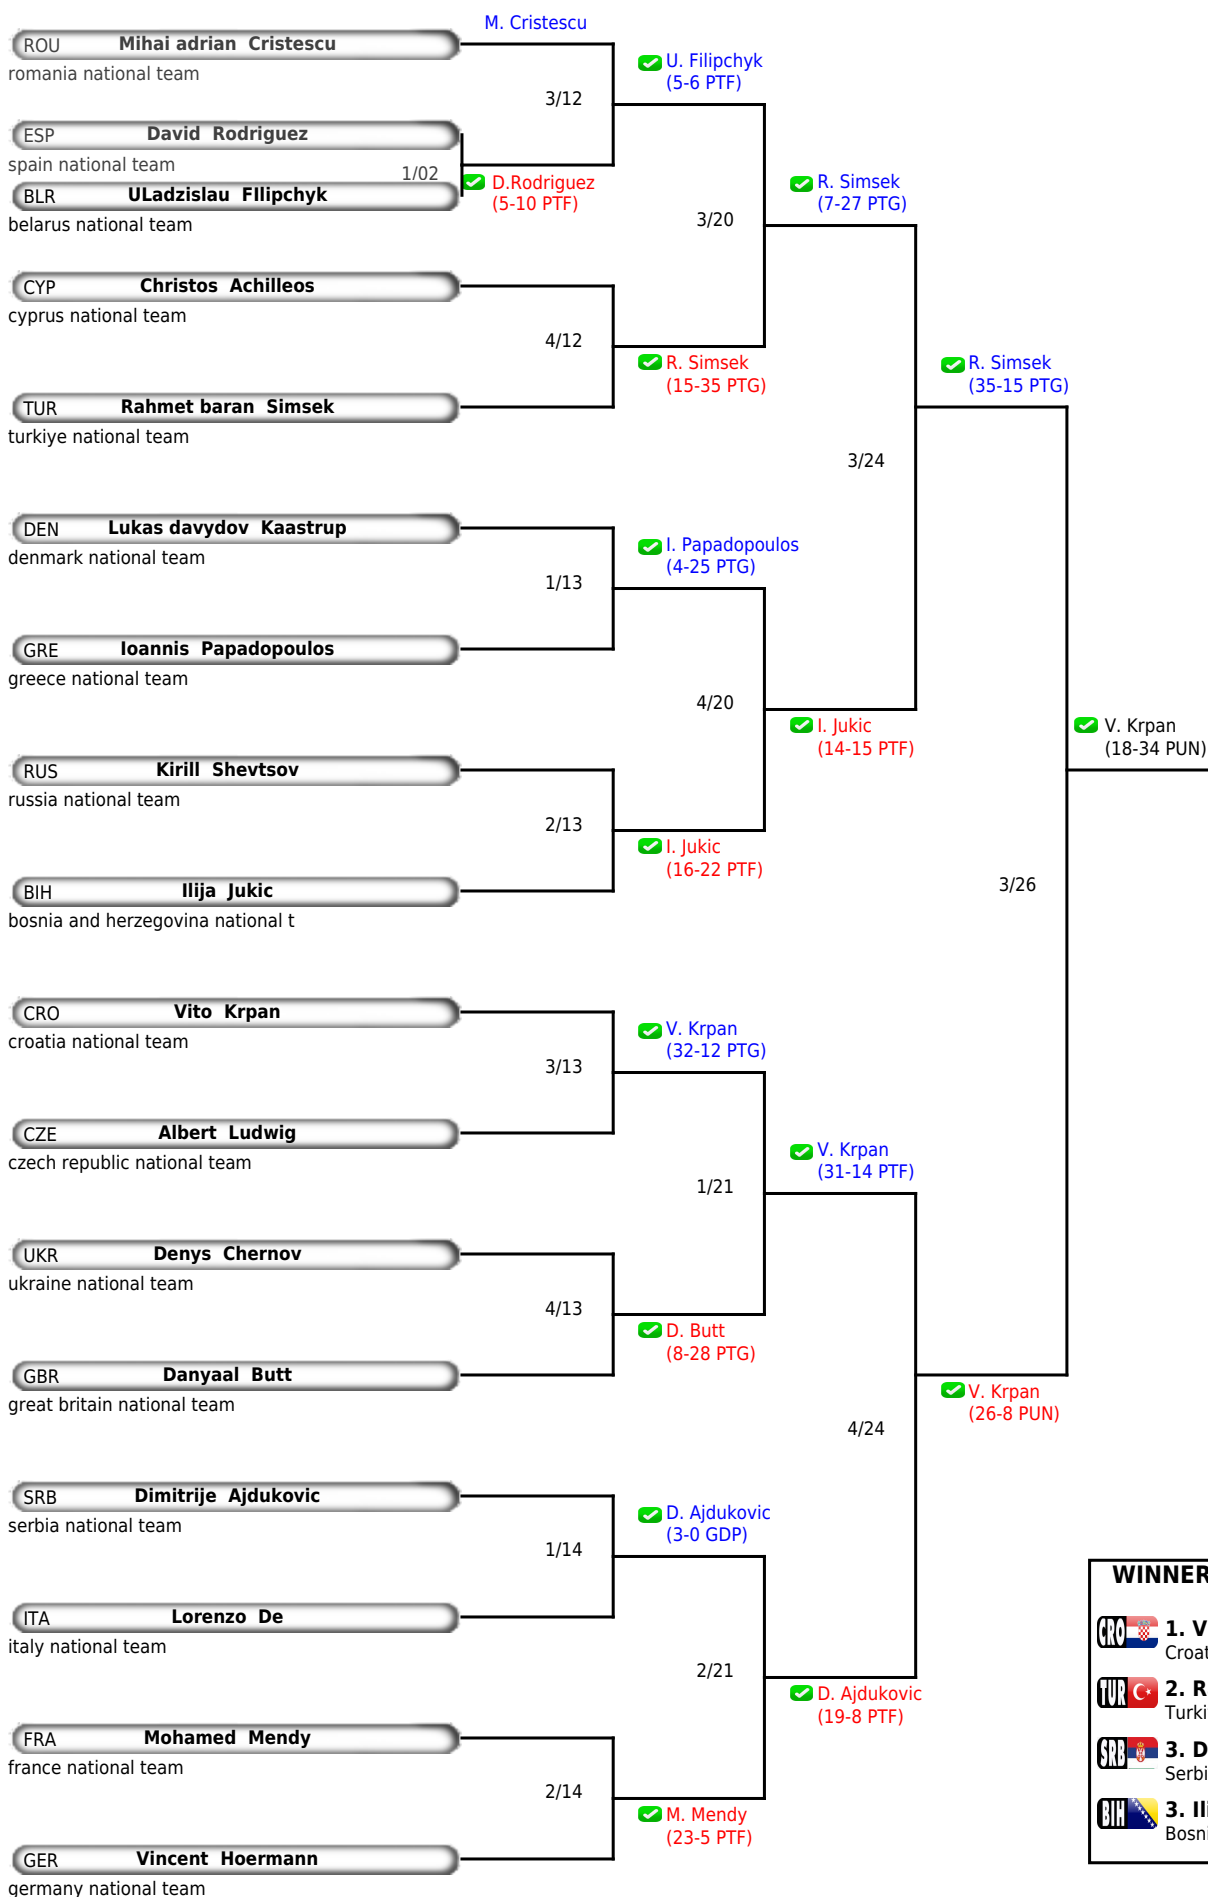 M. Cristescu
ROU Mihai adrian Cristescu
romania national team
U. Filipchyk
(5-6 PTF)
3/12
ESP David Rodriguez
spain national team
1/02
D.Rodriguez
(5-10 PTF)
BLR ULadzislau FIlipchyk
belarus national team
R. Simsek
(7-27 PTG)
3/20
CYP Christos Achilleos
cyprus national team
4/12
R. Simsek
(15-35 PTG)
R. Simsek
(35-15 PTG)
TUR Rahmet baran Simsek
turkiye national team
3/24
DEN Lukas davydov Kaastrup
denmark national team
I. Papadopoulos
(4-25 PTG)
1/13
GRE Ioannis Papadopoulos
greece national team
4/20
I. Jukic
(14-15 PTF)
V. Krpan
(18-34 PUN)
RUS Kirill Shevtsov
russia national team
2/13
I. Jukic
(16-22 PTF)
3/26
BIH Ilija Jukic
bosnia and herzegovina national t
CRO Vito Krpan
croatia national team
V. Krpan
(32-12 PTG)
3/13
CZE Albert Ludwig
czech republic national team
V. Krpan
(31-14 PTF)
1/21
UKR Denys Chernov
ukraine national team
4/13
D. Butt
(8-28 PTG)
GBR Danyaal Butt
great britain national team
V. Krpan
(26-8 PUN)
4/24
SRB Dimitrije Ajdukovic
serbia national team
D. Ajdukovic
(3-0 GDP)
1/14
ITA Lorenzo De
italy national team
2/21
D. Ajdukovic
(19-8 PTF)
FRA Mohamed Mendy
france national team
2/14
M. Mendy
(23-5 PTF)
GER Vincent Hoermann
germany national team
WINNER
CRO 1. V
Croat
TUR 2. R
Turki
SRB 3. D
Serbi
BIH 3. Ili
Bosni